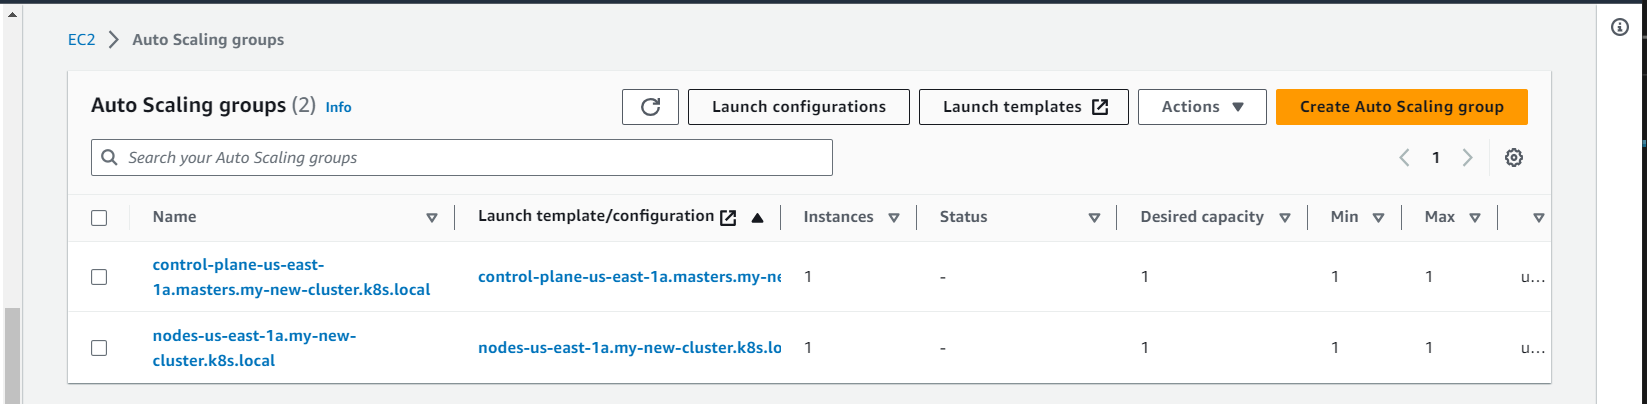 EC2 Auto Scaling groups
Auto Scaling groups (2) Info
Launch configurations
Launch templates
Actions
Create Auto Scaling group
Search your Auto Scaling groups
1
Name Launch template/configuration Instances Status Desired capacity Min Max
control-plane-us-east-
1a.masters.my-new-cluster.k8s.local
control-plane-us-east-1a.masters.my-ne 1 - 1 1 1 u...
nodes-us-east-1a.my-new-
cluster.k8s.local
nodes-us-east-1a.my-new-cluster.k8s.lo 1 - 1 1 1 u...